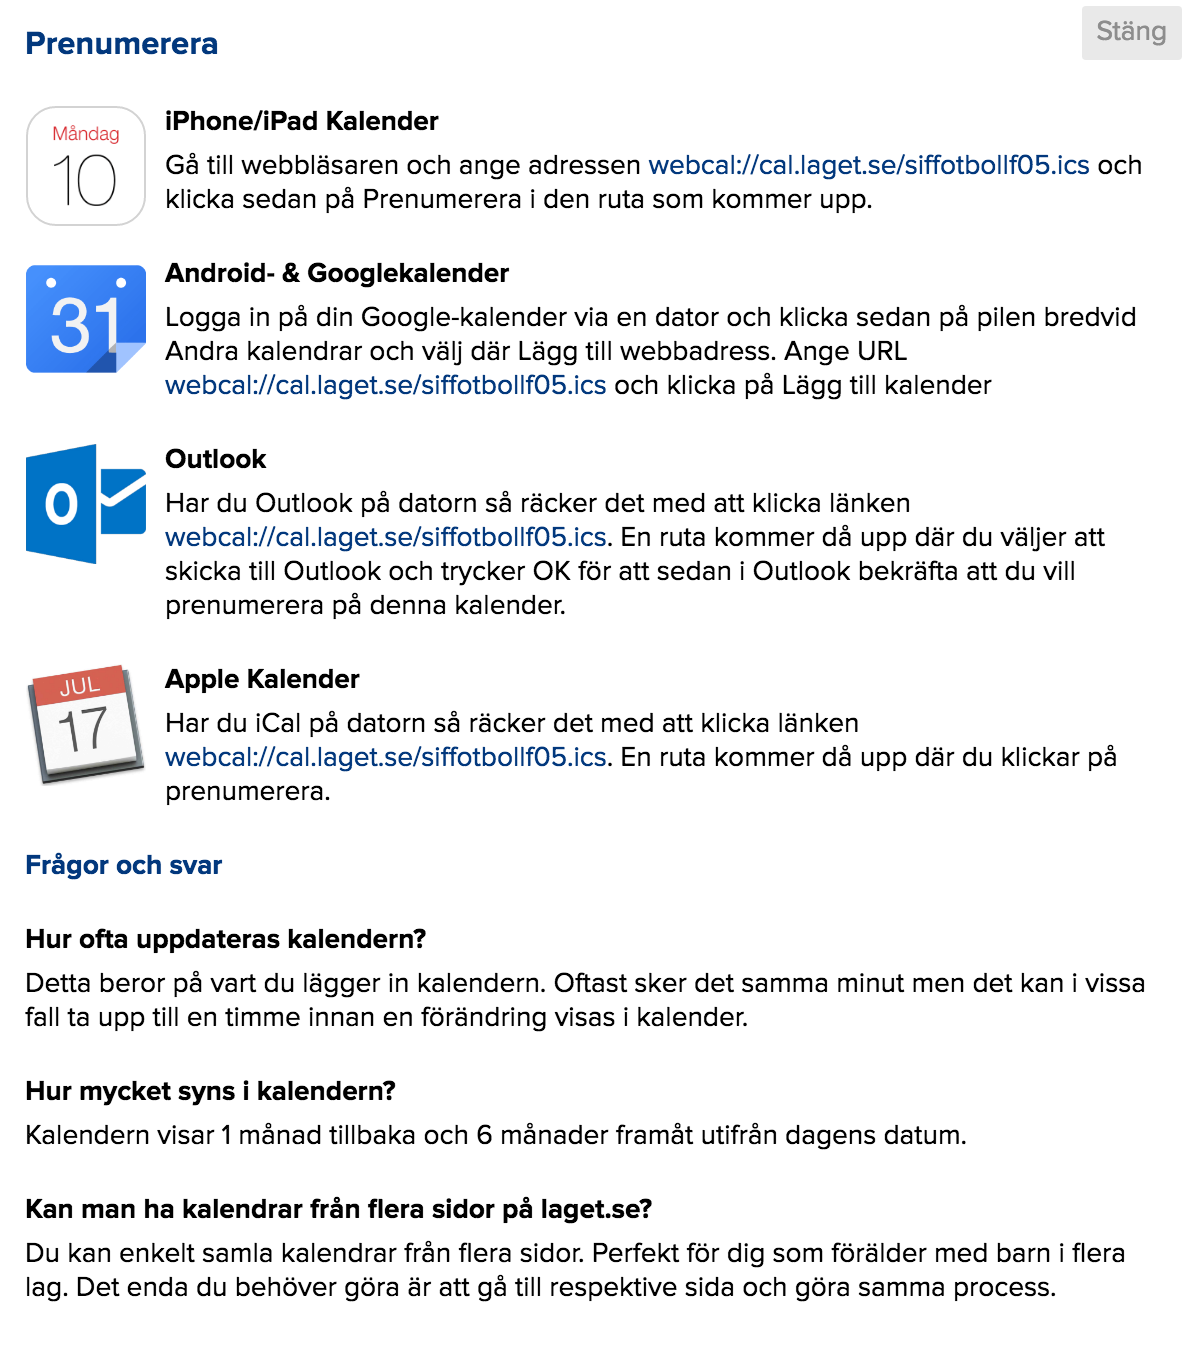 Prenumerera
Stäng
Måndag
10
iPhone/iPad Kalender
Gå till webbläsaren och ange adressen webcal://cal.laget.se/siffotbollf05.ics och
klicka sedan på Prenumerera i den ruta som kommer upp.
31
Android- & Googlekalender
Logga in på din Google-kalender via en dator och klicka sedan på pilen bredvid
Andra kalendrar och välj där Lägg till webbadress. Ange URL
webcal://cal.laget.se/siffotbollf05.ics och klicka på Lägg till kalender
O
Outlook
Har du Outlook på datorn så räcker det med att klicka länken
webcal://cal.laget.se/siffotbollf05.ics. En ruta kommer då upp där du väljer att
skicka till Outlook och trycker OK för att sedan i Outlook bekräfta att du vill
prenumerera på denna kalender.
JUL
17
Apple Kalender
Har du iCal på datorn så räcker det med att klicka länken
webcal://cal.laget.se/siffotbollf05.ics. En ruta kommer då upp där du klickar på
prenumerera.
Frågor och svar
Hur ofta uppdateras kalendern?
Detta beror på vart du lägger in kalendern. Oftast sker det samma minut men det kan i vissa
fall ta upp till en timme innan en förändring visas i kalender.
Hur mycket syns i kalendern?
Kalendern visar 1 månad tillbaka och 6 månader framåt utifrån dagens datum.
Kan man ha kalendrar från flera sidor på laget.se?
Du kan enkelt samla kalendrar från flera sidor. Perfekt för dig som förälder med barn i flera
lag. Det enda du behöver göra är att gå till respektive sida och göra samma process.